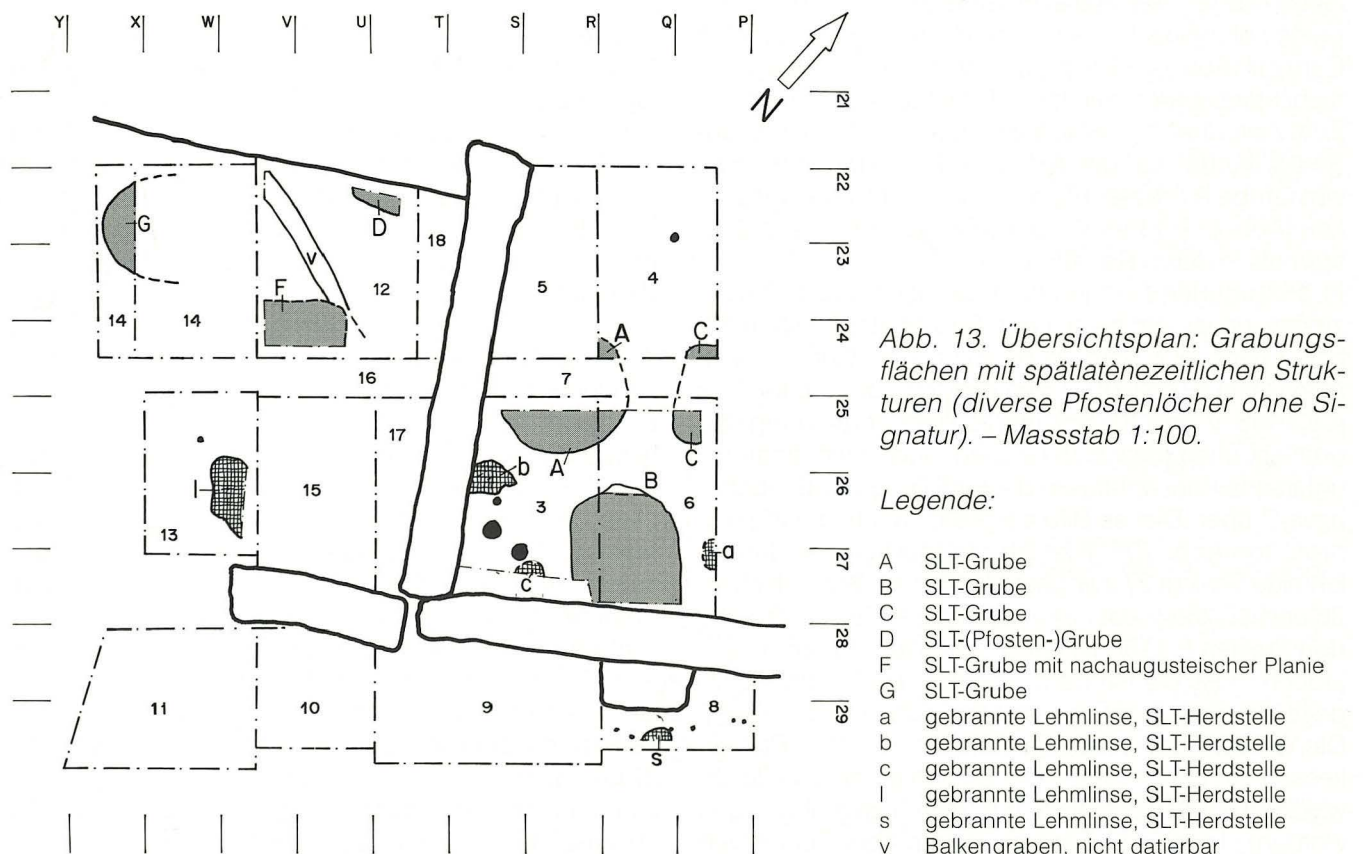 Y X W V U T S R Q P
N
21
22
23
24
25
26
27
28
29
G
D
18
v
5
4
F
12
14
14
A
C
16
7
17
A
C
b
B
l
15
3
6
13
a
c
11
10
9
8
s
Abb. 13. Übersichtsplan: Grabungs-
flächen mit spätlatènezeitlichen Struk-
turen (diverse Pfostenlöcher ohne Si-
gnatur). – Massstab 1:100.
Legende:
A SLT-Grube
B SLT-Grube
C SLT-Grube
D SLT-(Pfosten-)Grube
F SLT-Grube mit nachaugusteischer Planie
G SLT-Grube
a gebrannte Lehmlinse, SLT-Herdstelle
b gebrannte Lehmlinse, SLT-Herdstelle
c gebrannte Lehmlinse, SLT-Herdstelle
l gebrannte Lehmlinse, SLT-Herdstelle
s gebrannte Lehmlinse, SLT-Herdstelle
v Balkengraben, nicht datierbar